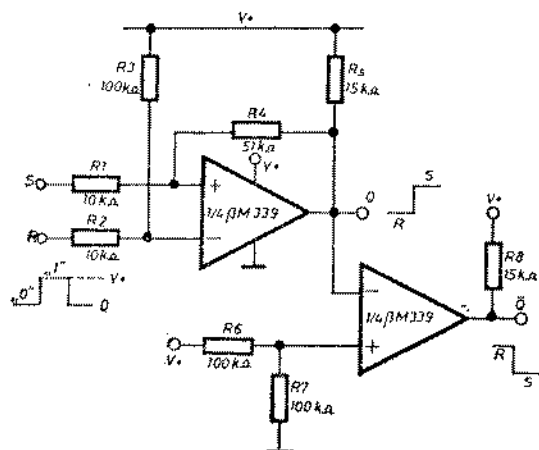 V+
R3
100kΩ
R5
15kΩ
R4
51kΩ
V+
S
R1
10kΩ
+
1/4 βM339
Q
S
R
R
R2
10kΩ
−
"0"
"1"
V+
0
V+
R8
15kΩ
−
1/4 βM339
Q̄
+
R6
100kΩ
V+
R7
100kΩ
R
S